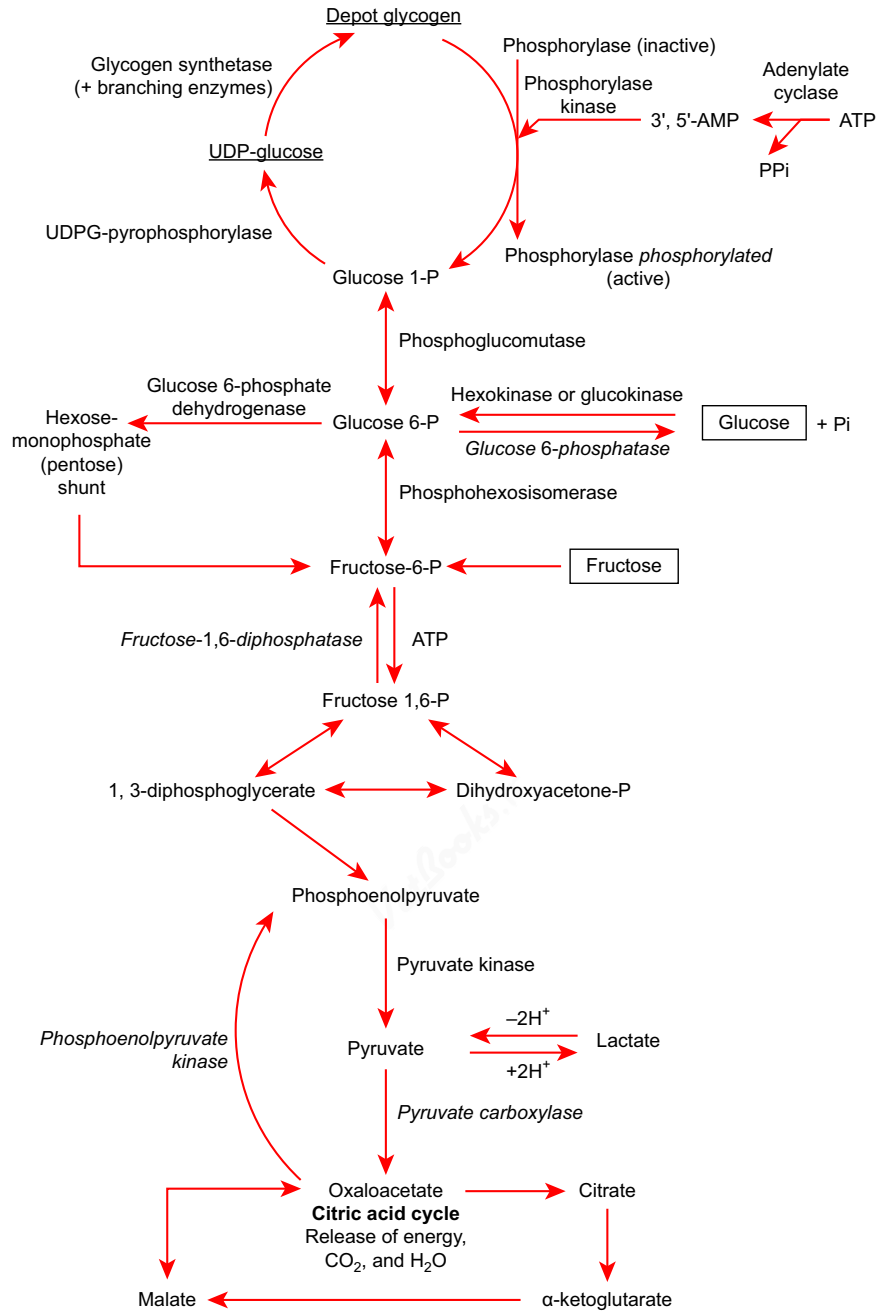 Depot glycogen
Phosphorylase (inactive)
Glycogen synthetase
(+ branching enzymes)
Phosphorylase
kinase
Adenylate
cyclase
3', 5'-AMP
ATP
PPi
UDP-glucose
UDPG-pyrophosphorylase
Phosphorylase phosphorylated
(active)
Glucose 1-P
Phosphoglucomutase
Glucose 6-phosphate
dehydrogenase
Hexokinase or glucokinase
Hexose-
monophosphate
(pentose)
shunt
Glucose 6-P
Glucose
+ Pi
Glucose 6-phosphatase
Phosphohexosisomerase
Fructose-6-P
Fructose
Fructose-1,6-diphosphatase
ATP
Fructose 1,6-P
1, 3-diphosphoglycerate
Dihydroxyacetone-P
Phosphoenolpyruvate
Pyruvate kinase
Phosphoenolpyruvate
kinase
Pyruvate
–2H⁺
+2H⁺
Lactate
Pyruvate carboxylase
Oxaloacetate
Citric acid cycle
Release of energy,
CO₂, and H₂O
Citrate
Malate
α-ketoglutarate